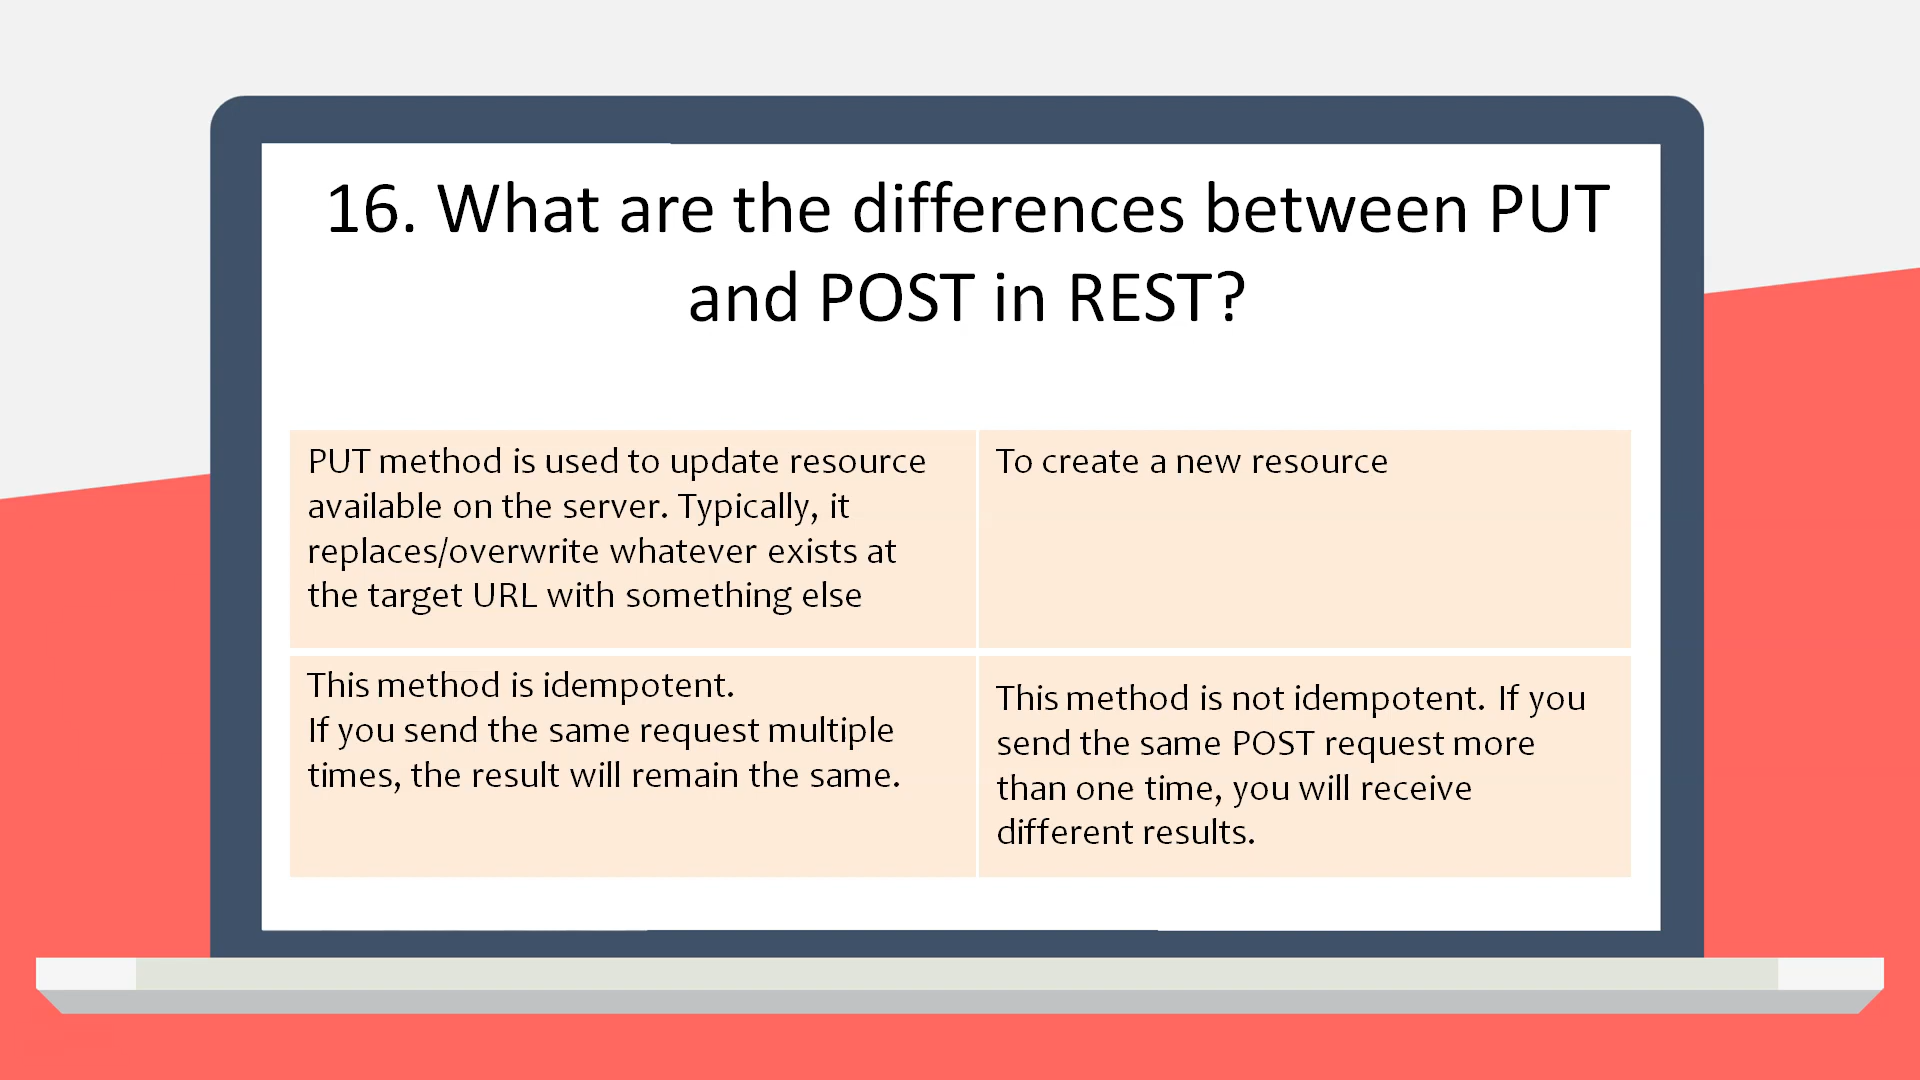 16. What are the differences between PUT
and POST in REST?
PUT method is used to update resource
available on the server. Typically, it
replaces/overwrite whatever exists at
the target URL with something else
To create a new resource
This method is idempotent.
If you send the same request multiple
times, the result will remain the same.
This method is not idempotent. If you
send the same POST request more
than one time, you will receive
different results.